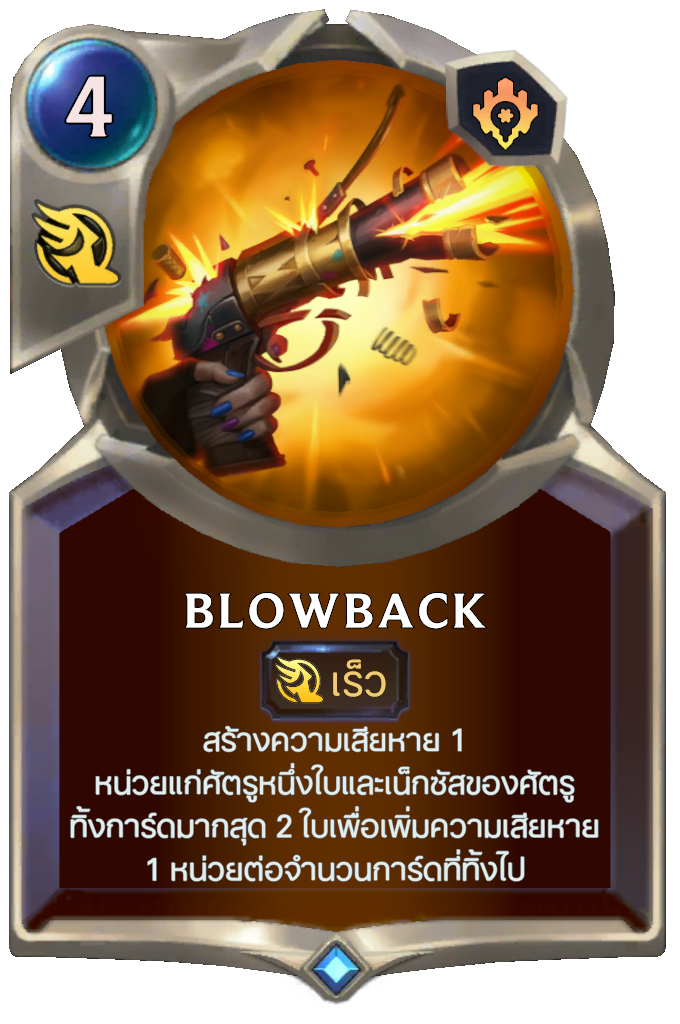 4
BLOWBACK
เร็ว
สร้างความเสียหาย 1
หน่วยแก่ศัตรูหนึ่งใบและเน็กซัสของศัตรู
ทิ้งการ์ดมากสุด 2 ใบเพื่อเพิ่มความเสียหาย
1 หน่วยต่อจำนวนการ์ดที่ทิ้งไป